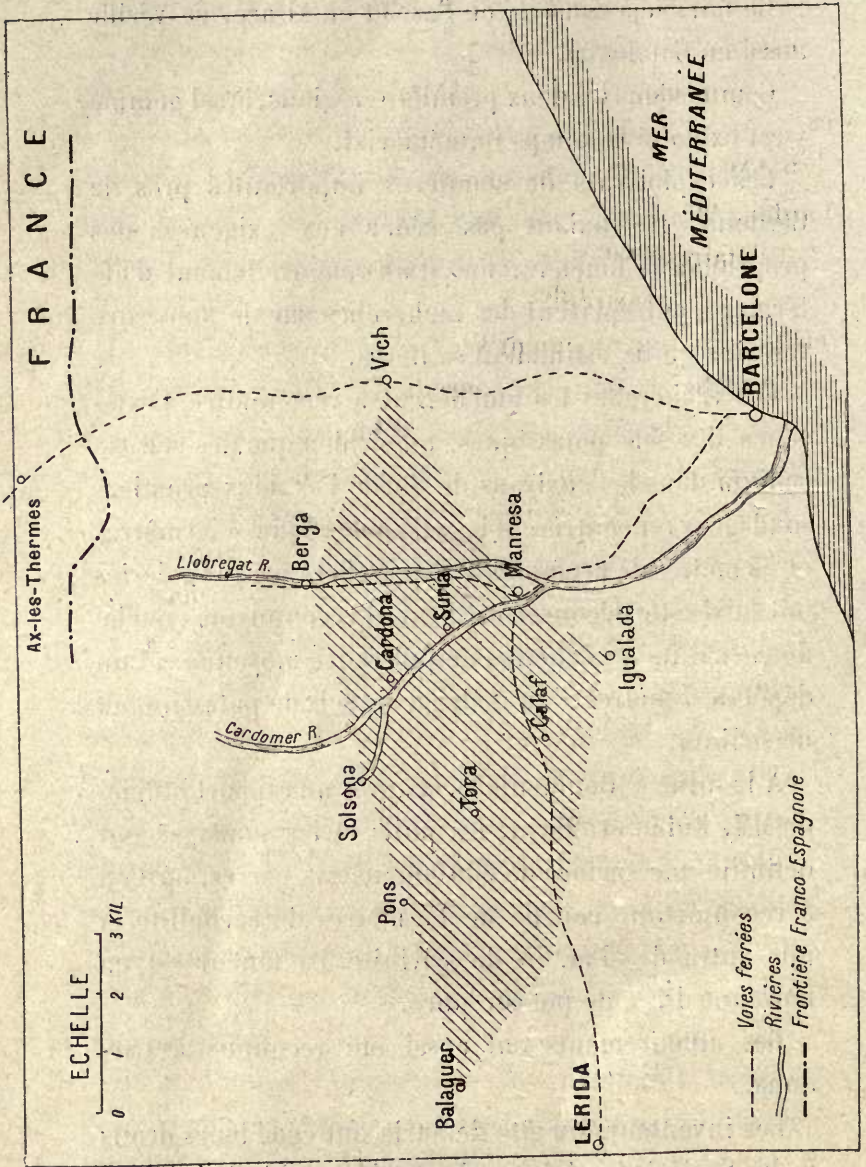 FRANCE
Ax-les-Thermes
MER
MÉDITERRANÉE
Vich
Berga
Llobregat R.
BARCELONE
Cardona
Suria
Manresa
Cardomer R.
Igualada
Calaf
Solsona
Tora
Pons
Balaguer
LERIDA
ECHELLE
0 1 2 3 KIL
Voies ferrées
Rivières
Frontière Franco Espagnole